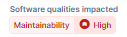 Software qualities impacted
Maintainability High